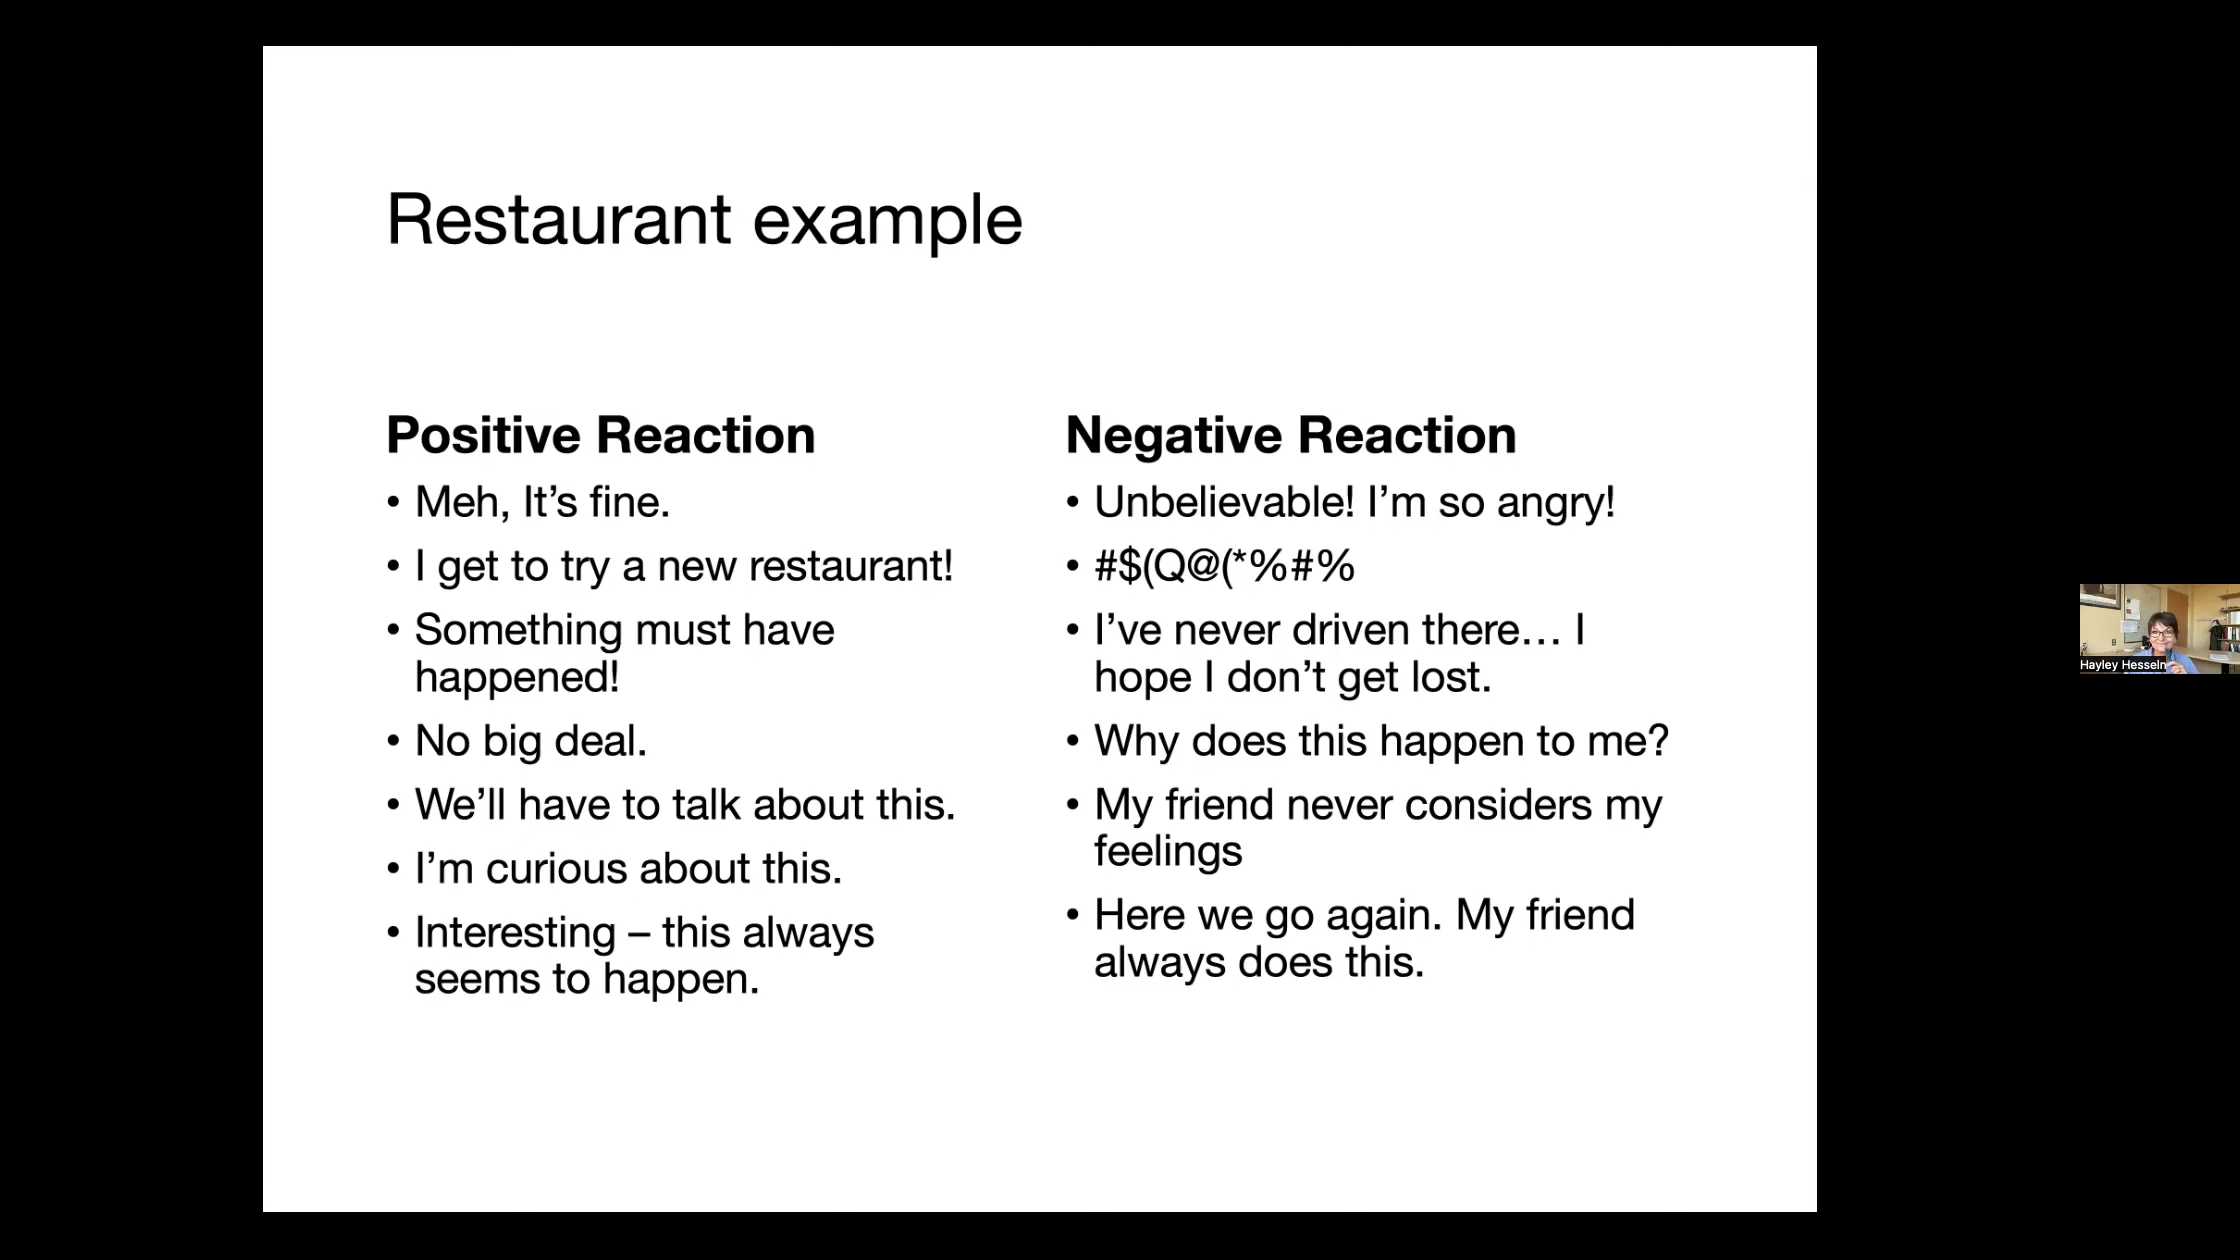 Restaurant example
Positive Reaction
• Meh, It’s fine.
• I get to try a new restaurant!
• Something must have
happened!
• No big deal.
• We’ll have to talk about this.
• I’m curious about this.
• Interesting – this always
seems to happen.
Negative Reaction
• Unbelievable! I’m so angry!
• #$(Q@(*%#%
• I’ve never driven there… I
hope I don’t get lost.
• Why does this happen to me?
• My friend never considers my
feelings
• Here we go again. My friend
always does this.
Hayley Hesseln